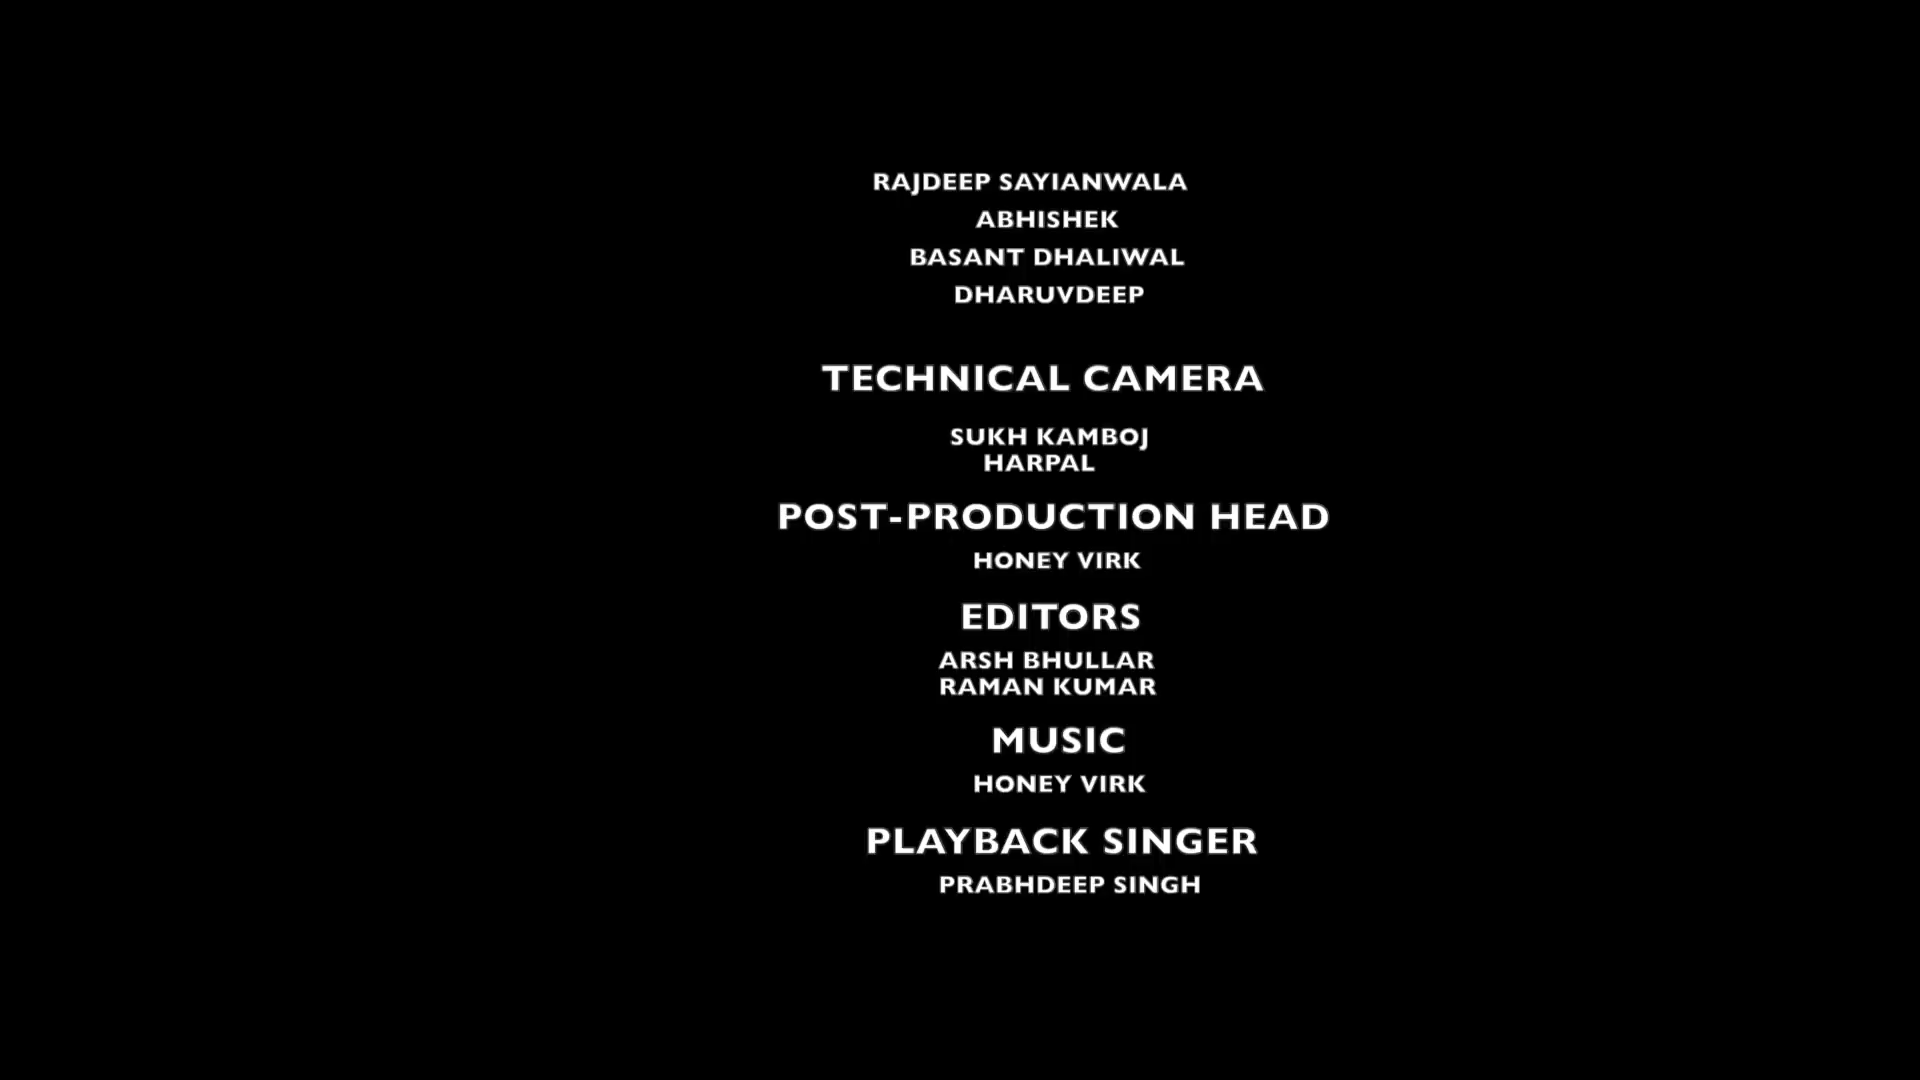 RAJDEEP SAYIANWALA
ABHISHEK
BASANT DHALIWAL
DHARUVDEEP
TECHNICAL CAMERA
SUKH KAMBOJ
HARPAL
POST-PRODUCTION HEAD
HONEY VIRK
EDITORS
ARSH BHULLAR
RAMAN KUMAR
MUSIC
HONEY VIRK
PLAYBACK SINGER
PRABHDEEP SINGH